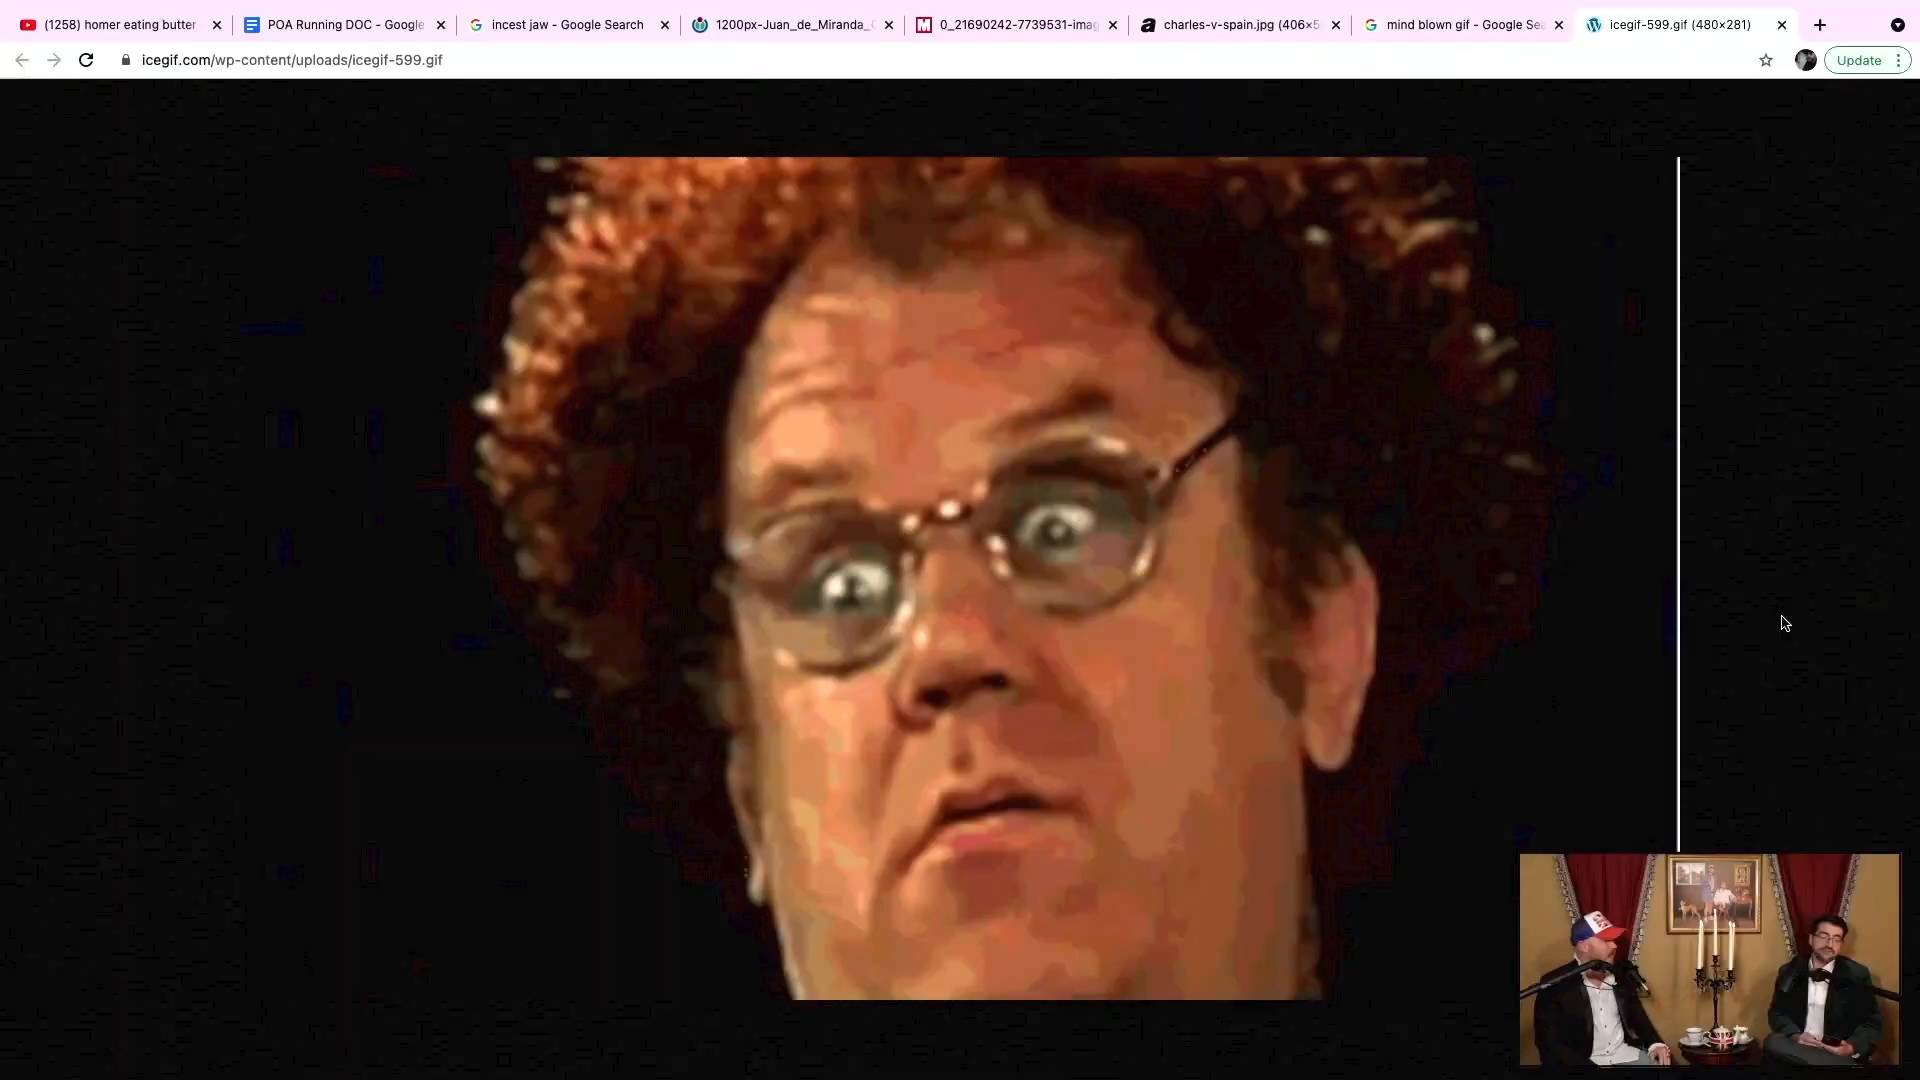 (1258) homer eating butter
POA Running DOC - Google
incest jaw - Google Search
1200px-Juan_de_Miranda_C
0_21690242-7739531-imag
charles-v-spain.jpg (406×5
mind blown gif - Google Sea
icegif-599.gif (480×281)
icegif.com/wp-content/uploads/icegif-599.gif
Update